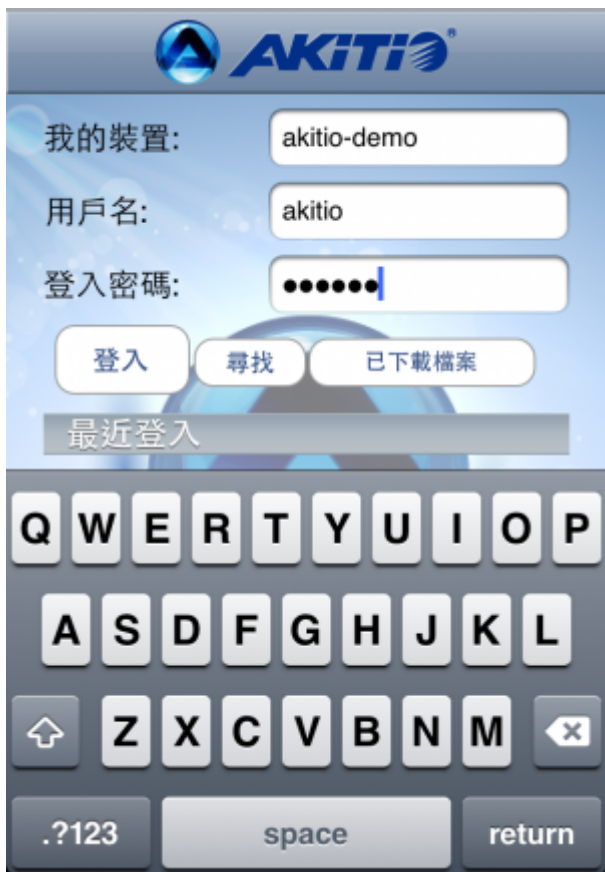 AKiTiO®
我的裝置: akitio-demo
用戶名: akitio
登入密碼: ●●●●●●
登入 尋找 已下載檔案
最近登入
Q W E R T Y U I O P
A S D F G H J K L
Z X C V B N M
.?123 space return